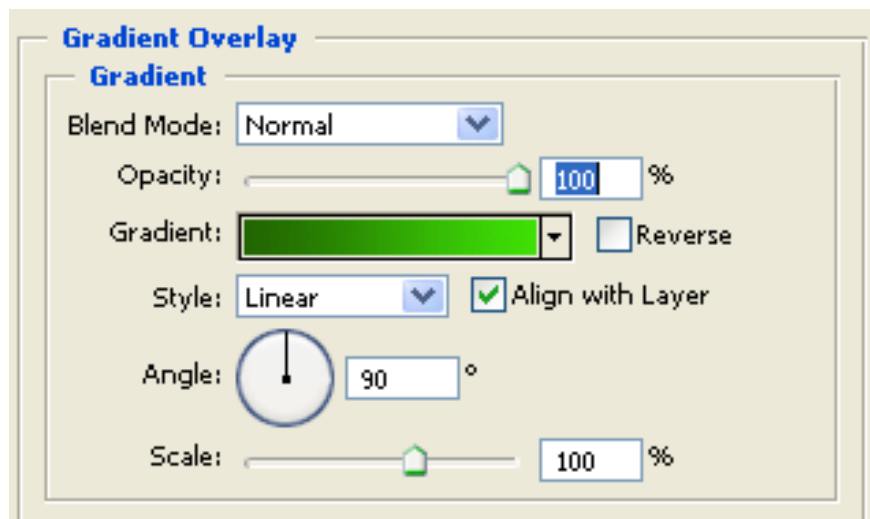 Gradient Overlay
Gradient
Blend Mode: Normal
Opacity: 100 %
Gradient: Reverse
Style: Linear Align with Layer
Angle: 90 °
Scale: 100 %